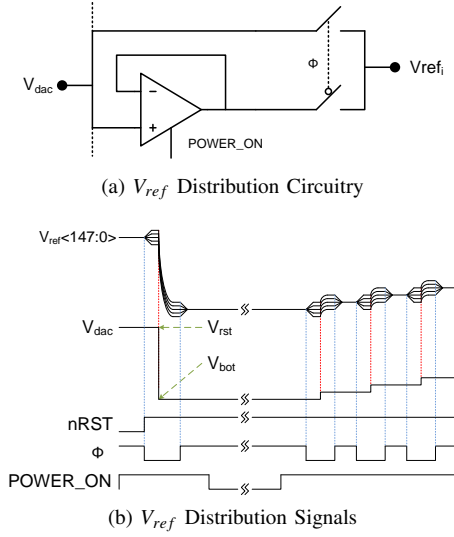 Φ
V_dac
Vref_i
−
+
POWER_ON
(a) V_ref Distribution Circuitry
V_ref<147:0>
V_dac
V_rst
V_bot
nRST
Φ
POWER_ON
(b) V_ref Distribution Signals